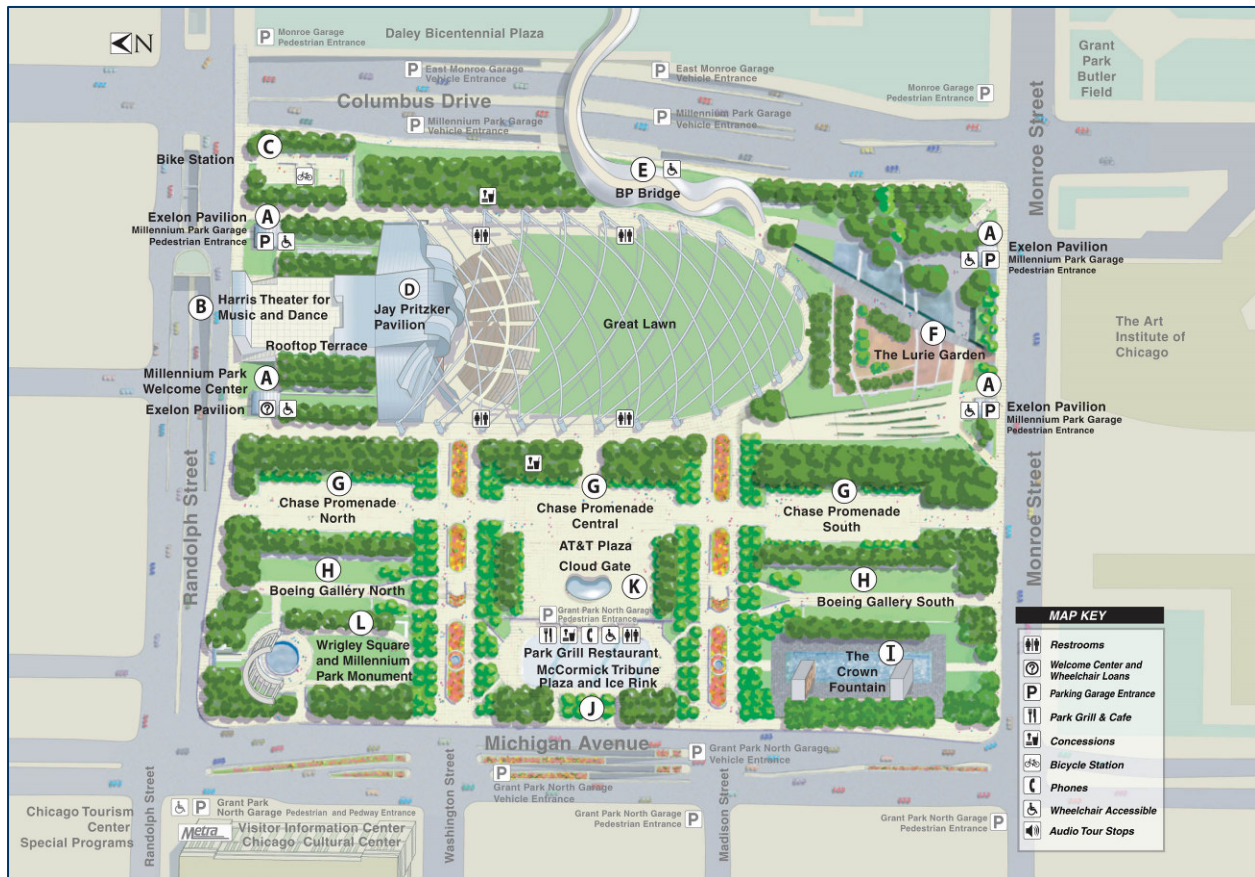 N
P
Monroe Garage
Pedestrian Entrance
Daley Bicentennial Plaza
P
East Monroe Garage
Vehicle Entrance
P
East Monroe Garage
Vehicle Entrance
Grant
Park
Butler
Field
Monroe Garage
Pedestrian Entrance
P
Columbus Drive
P
Millennium Park Garage
Vehicle Entrance
P
Millennium Park Garage
Vehicle Entrance
Monroe Street
C
Bike Station
E
BP Bridge
Exelon Pavilion
Millennium Park Garage
Pedestrian Entrance
A
P
A
Exelon Pavilion
Millennium Park Garage
Pedestrian Entrance
P
B
Harris Theater for
Music and Dance
Rooftop Terrace
D
Jay Pritzker
Pavilion
Great Lawn
F
The Lurie Garden
The Art
Institute of
Chicago
Millennium Park
Welcome Center
A
Exelon Pavilion
?
A
P
Exelon Pavilion
Millennium Park Garage
Pedestrian Entrance
Randolph Street
Monroe Street
G
Chase Promenade
North
G
Chase Promenade
Central
G
Chase Promenade
South
AT&T Plaza
Cloud Gate
K
H
Boeing Gallery North
H
Boeing Gallery South
L
Wrigley Square
and Millennium
Park Monument
P
Grant Park North Garage
Pedestrian Entrance
Park Grill Restaurant
McCormick Tribune
Plaza and Ice Rink
J
I
The
Crown
Fountain
MAP KEY
Restrooms
?
Welcome Center and
Wheelchair Loans
P
Parking Garage Entrance
Park Grill & Cafe
Concessions
Bicycle Station
Phones
Wheelchair Accessible
Audio Tour Stops
Michigan Avenue
P
Grant Park North Garage
Vehicle Entrance
P
Grant Park North Garage
Vehicle Entrance
Chicago Tourism
Center
Special Programs
Randolph Street
P
Grant Park
North Garage Pedestrian and Pedway Entrance
Metra
Visitor Information Center
Chicago Cultural Center
Washington Street
Grant Park North Garage
Pedestrian Entrance
P
Madison Street
Grant Park North Garage
Pedestrian Entrance
P